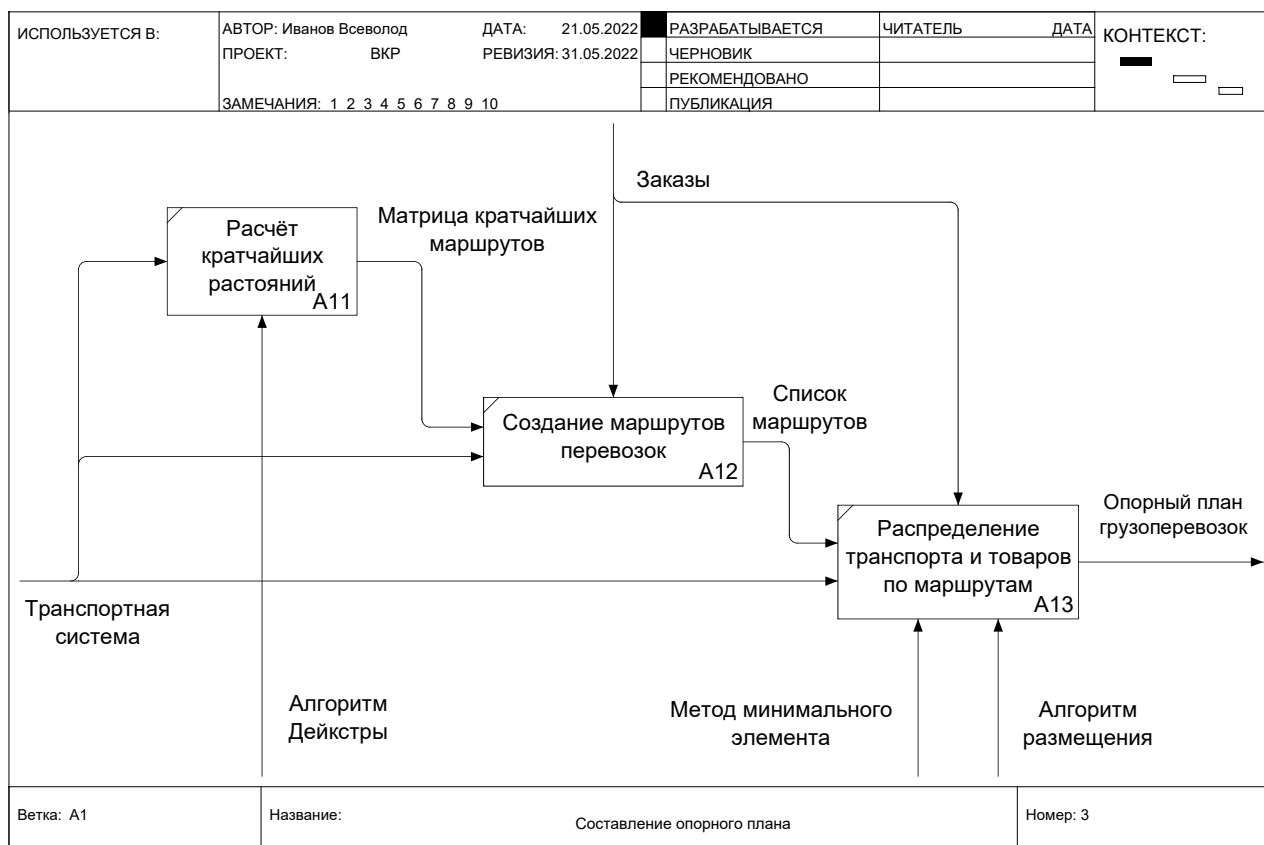 ИСПОЛЬЗУЕТСЯ В:
АВТОР: Иванов Всеволод
ДАТА: 21.05.2022
ПРОЕКТ: ВКР
РЕВИЗИЯ: 31.05.2022
ЗАМЕЧАНИЯ: 1 2 3 4 5 6 7 8 9 10
РАЗРАБАТЫВАЕТСЯ
ЧЕРНОВИК
РЕКОМЕНДОВАНО
ПУБЛИКАЦИЯ
ЧИТАТЕЛЬ
ДАТА
КОНТЕКСТ:
Заказы
Расчёт
кратчайших
растояний
A11
Матрица кратчайших
маршрутов
Создание маршрутов
перевозок
A12
Список
маршрутов
Распределение
транспорта и товаров
по маршрутам
A13
Опорный план
грузоперевозок
Транспортная
система
Алгоритм
Дейкстры
Метод минимального
элемента
Алгоритм
размещения
Ветка: A1
Название:
Составление опорного плана
Номер: 3